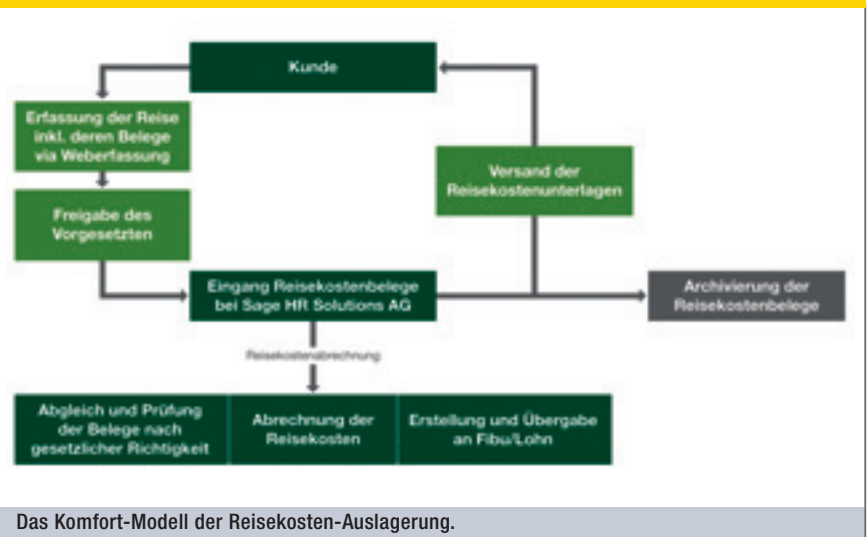 Kunde
Erfassung der Reise
inkl. deren Belege
via Weberfassung
Freigabe des
Vorgesetzten
Versand der
Reisekostenunterlagen
Eingang Reisekostenbelege
bei Sage HR Solutions AG
Archivierung der
Reisekostenbelege
Reisekostenabrechnung
Abgleich und Prüfung
der Belege nach
gesetzlicher Richtigkeit
Abrechnung der
Reisekosten
Erstellung und Übergabe
an Fibu/Lohn
Das Komfort-Modell der Reisekosten-Auslagerung.